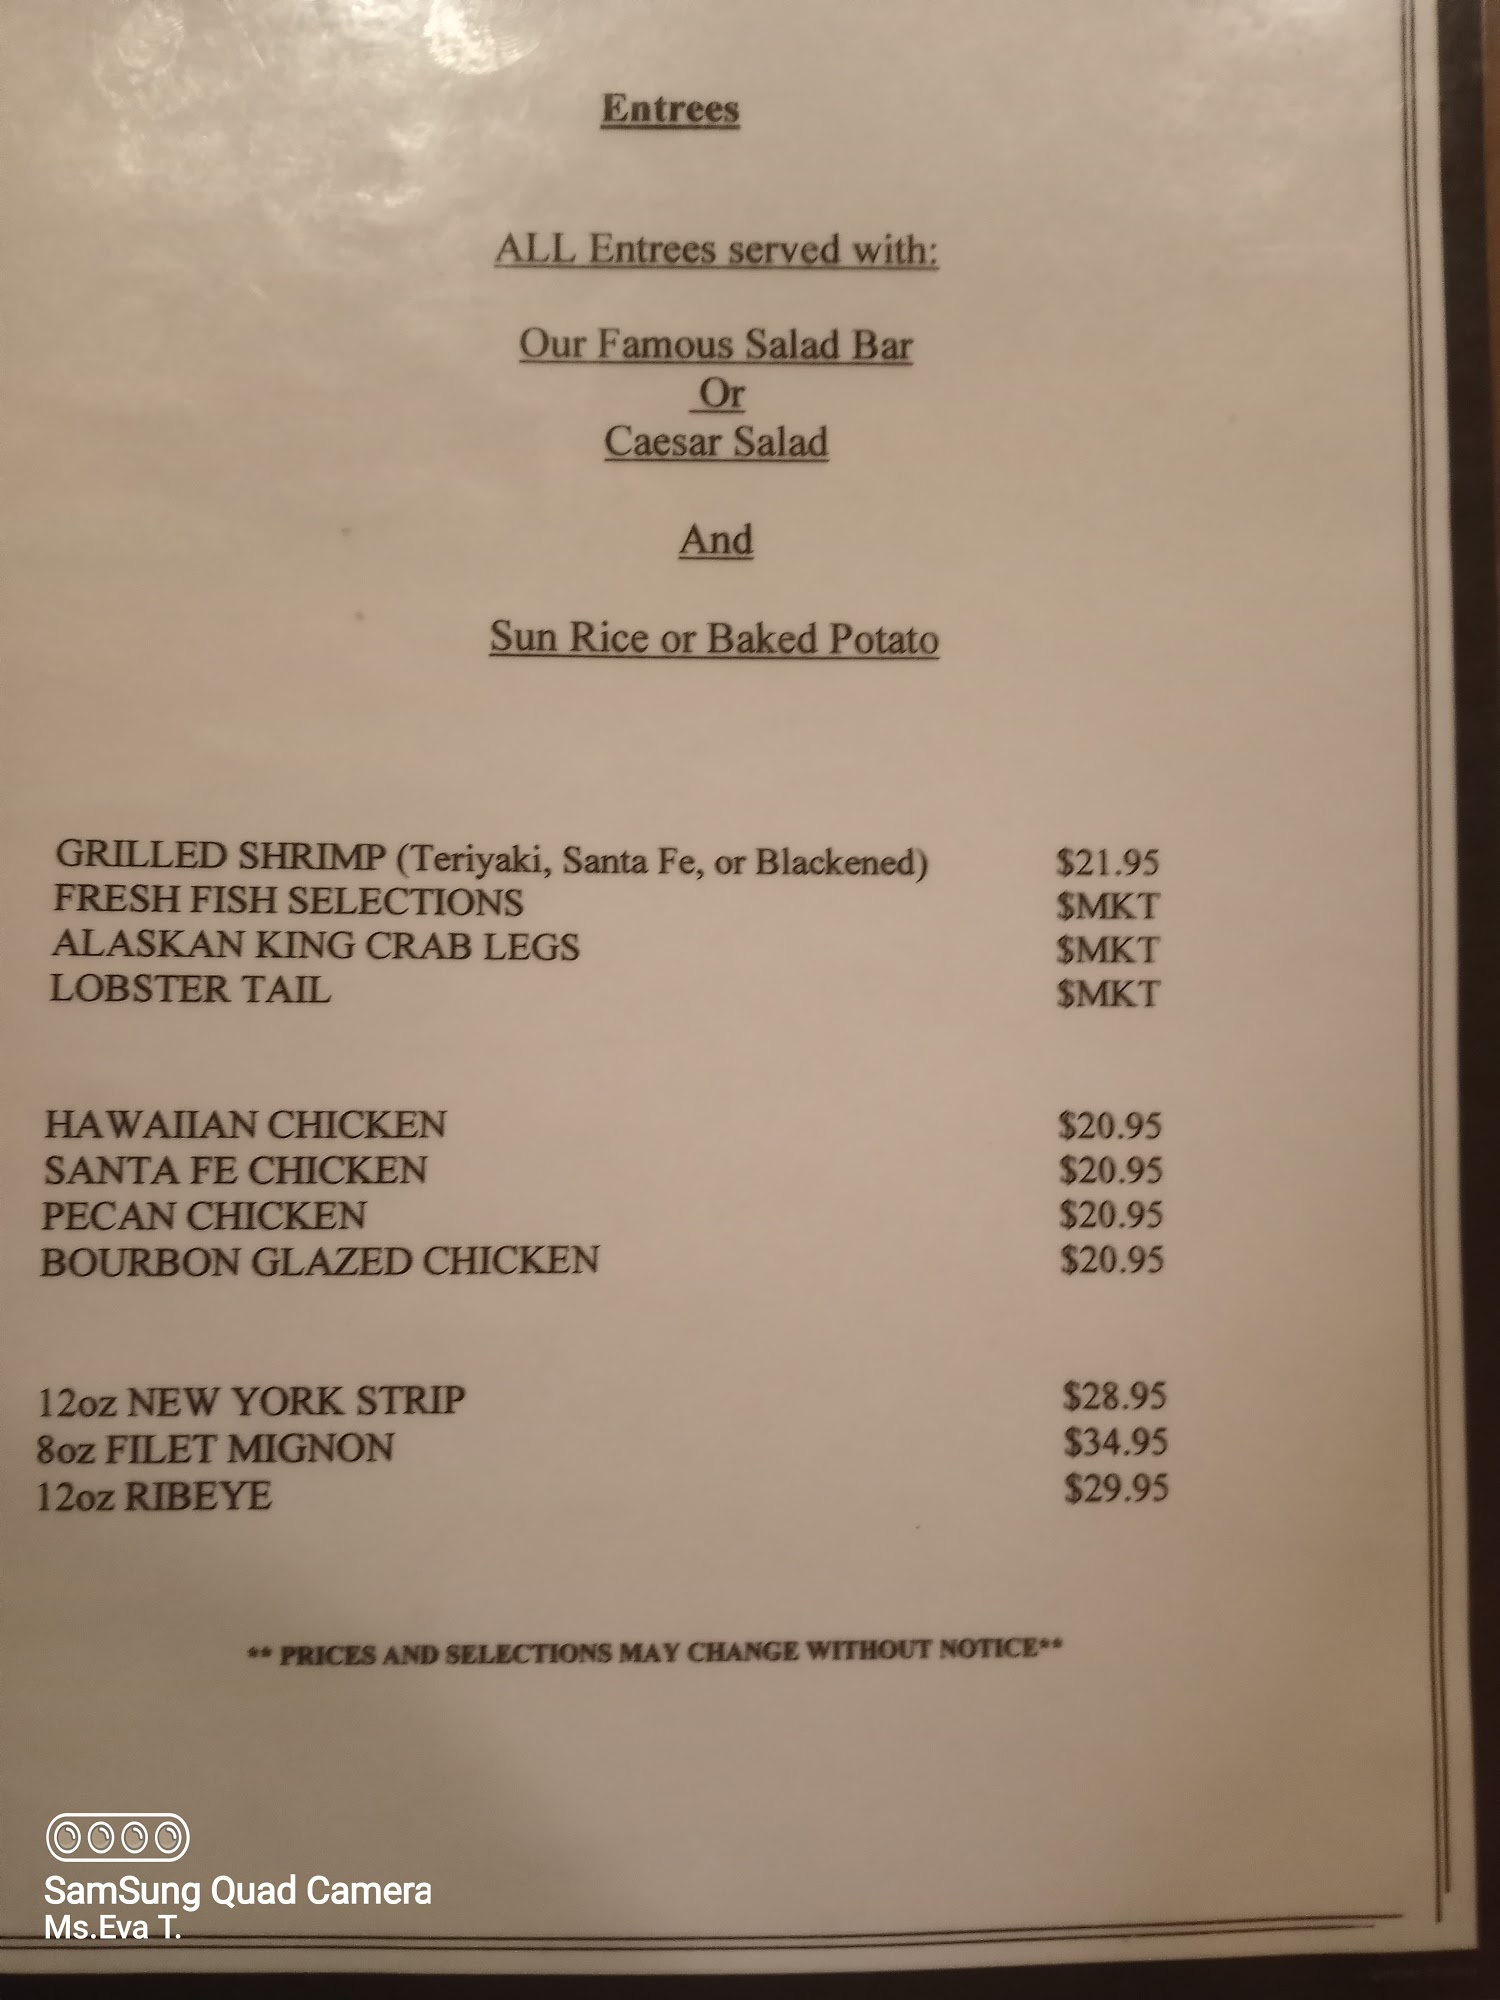 Entrees
ALL Entrees served with:
Our Famous Salad Bar
Or
Caesar Salad
And
Sun Rice or Baked Potato
GRILLED SHRIMP (Teriyaki, Santa Fe, or Blackened) $21.95
FRESH FISH SELECTIONS $MKT
ALASKAN KING CRAB LEGS $MKT
LOBSTER TAIL $MKT
HAWAIIAN CHICKEN $20.95
SANTA FE CHICKEN $20.95
PECAN CHICKEN $20.95
BOURBON GLAZED CHICKEN $20.95
12oz NEW YORK STRIP $28.95
8oz FILET MIGNON $34.95
12oz RIBEYE $29.95
** PRICES AND SELECTIONS MAY CHANGE WITHOUT NOTICE**
SamSung Quad Camera
Ms.Eva T.